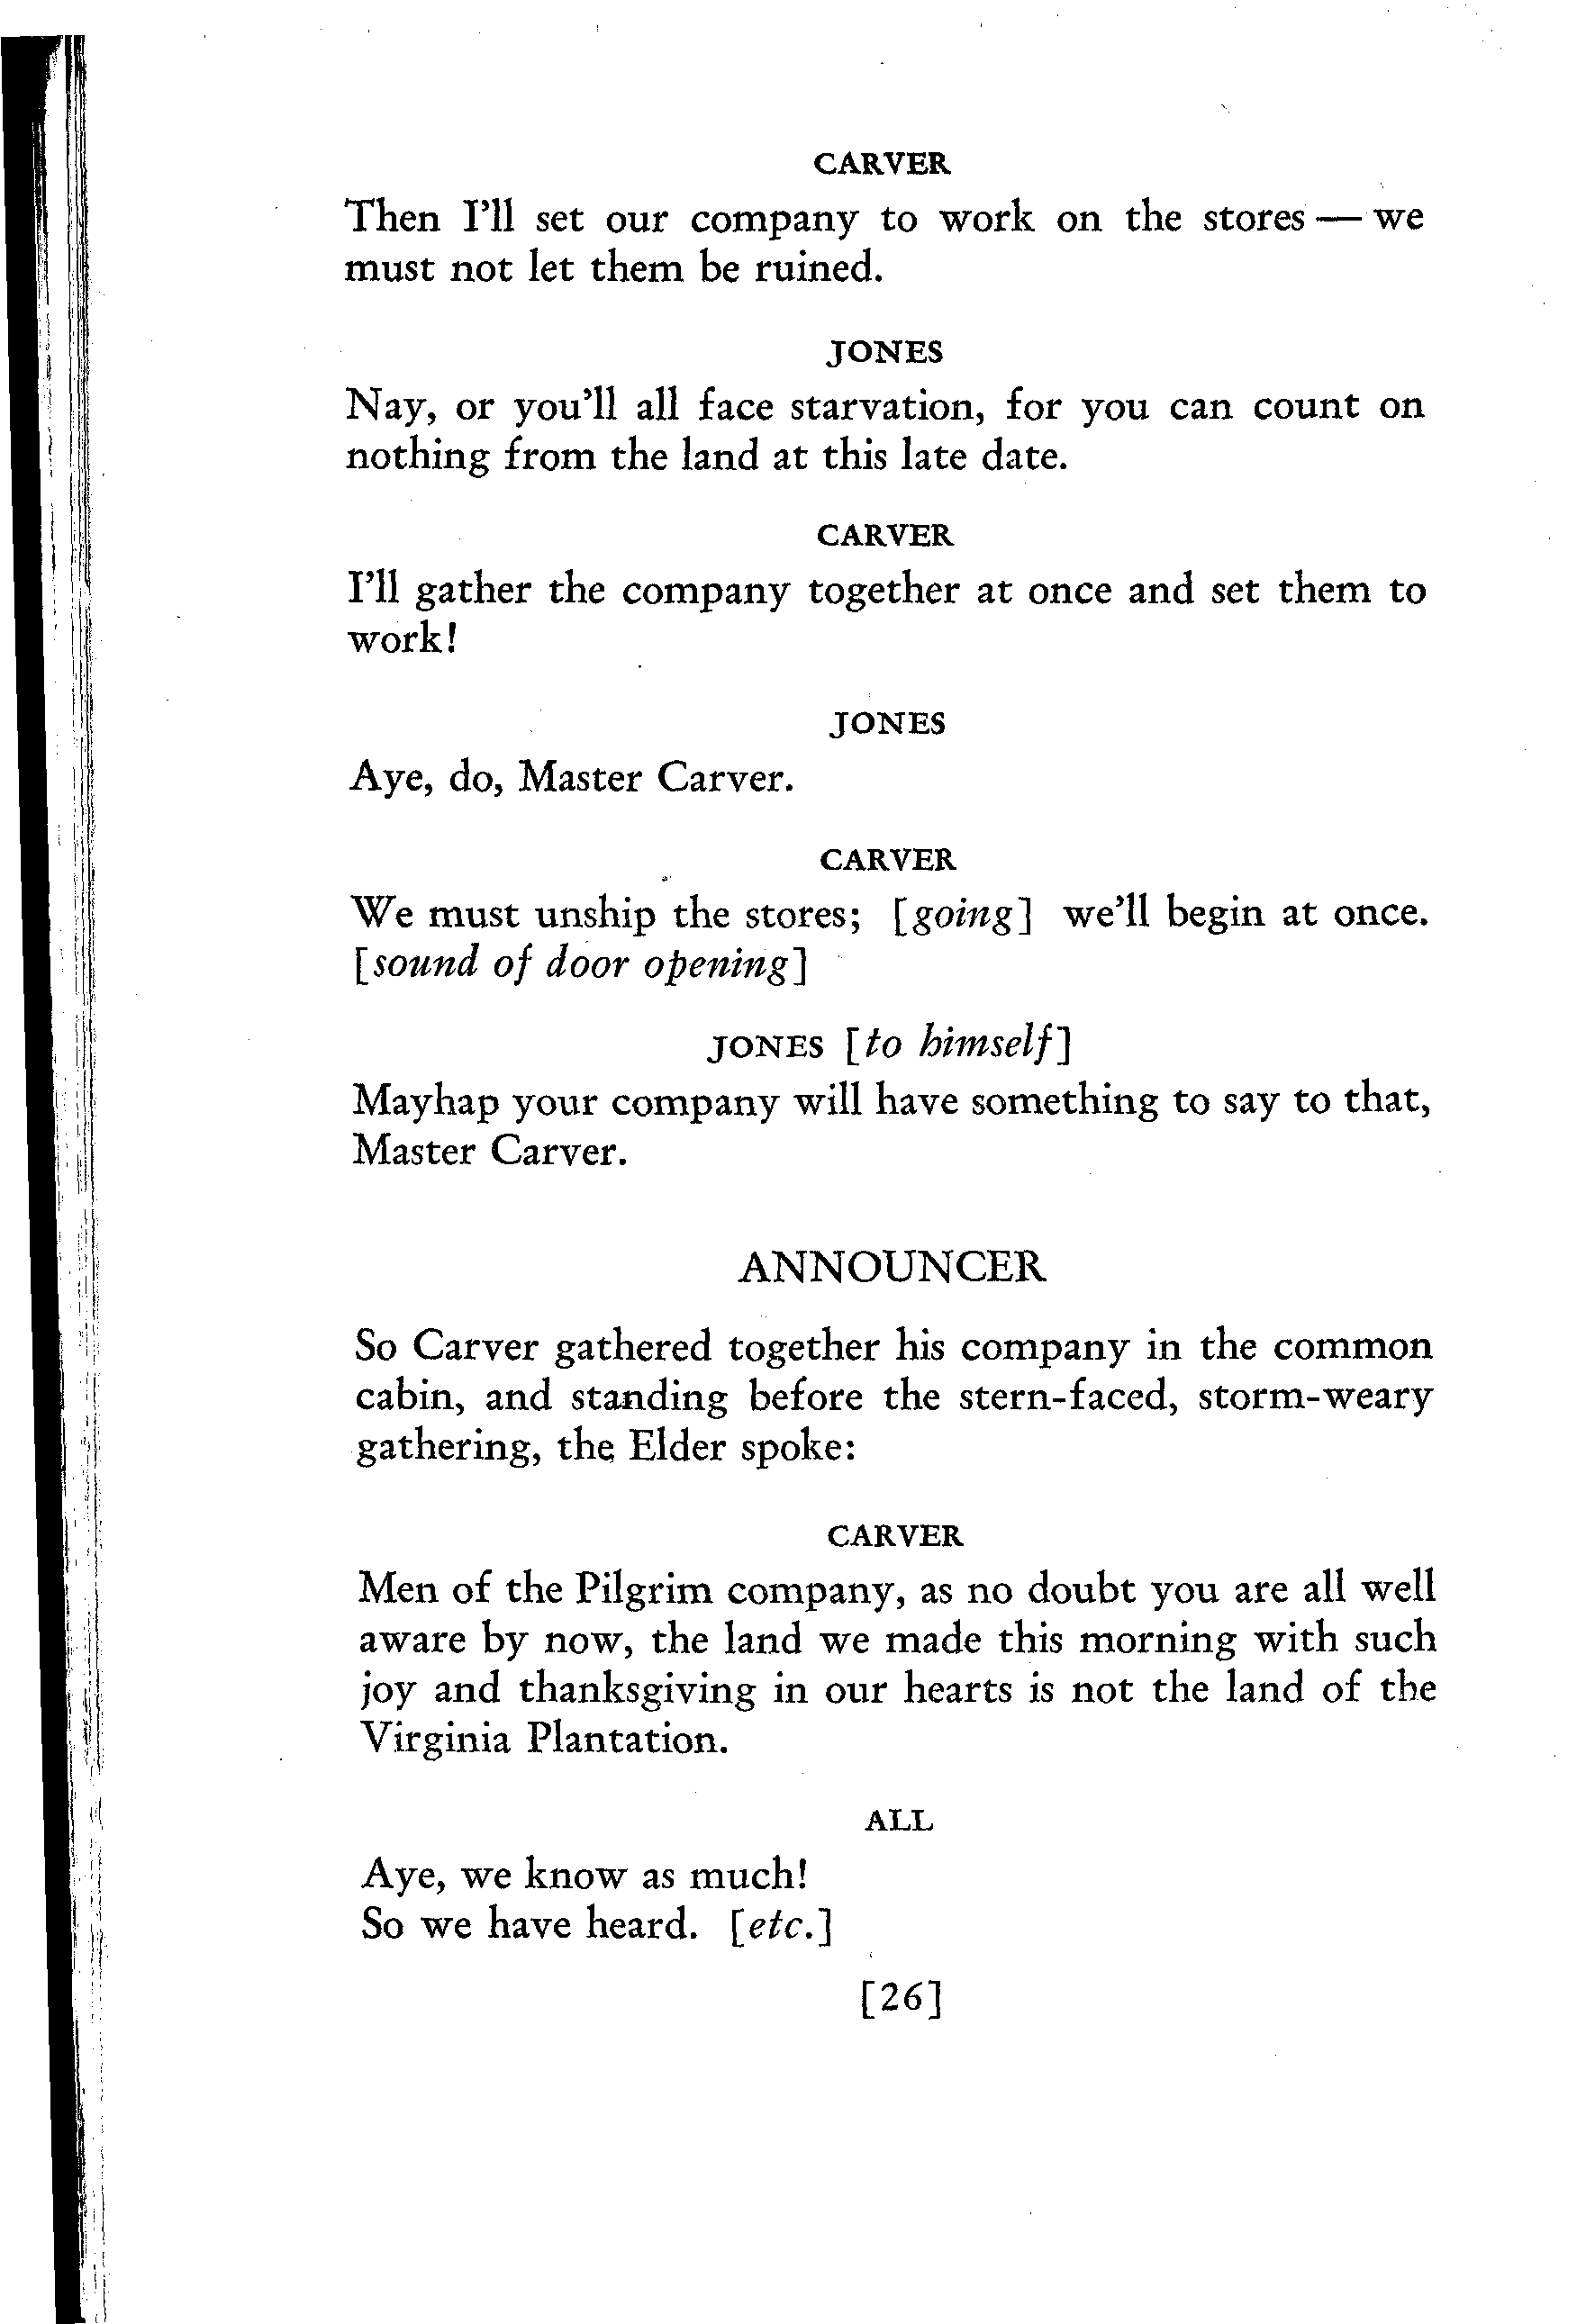 CARVER
Then I'll set our company to work on the stores — we
must not let them be ruined.
JONES
Nay, or you'll all face starvation, for you can count on
nothing from the land at this late date.
CARVER
I'll gather the company together at once and set them to
work!
JONES
Aye, do, Master Carver.
CARVER
We must unship the stores; [going] we'll begin at once.
[sound of door opening]
JONES [to himself]
Mayhap your company will have something to say to that,
Master Carver.
ANNOUNCER
So Carver gathered together his company in the common
cabin, and standing before the stern-faced, storm-weary
gathering, the Elder spoke:
CARVER
Men of the Pilgrim company, as no doubt you are all well
aware by now, the land we made this morning with such
joy and thanksgiving in our hearts is not the land of the
Virginia Plantation.
ALL
Aye, we know as much!
So we have heard. [etc.]
[26]